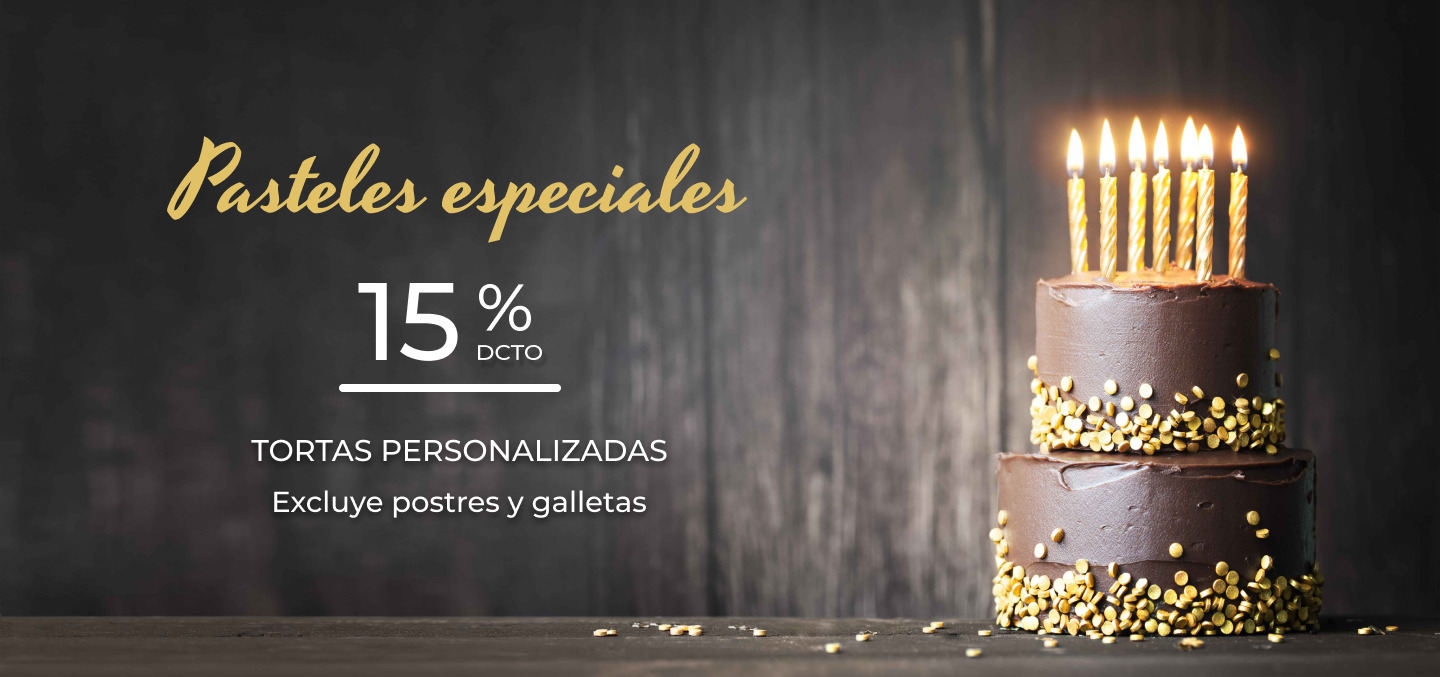 Pasteles especiales
15 %
DCTO
TORTAS PERSONALIZADAS
Excluye postres y galletas